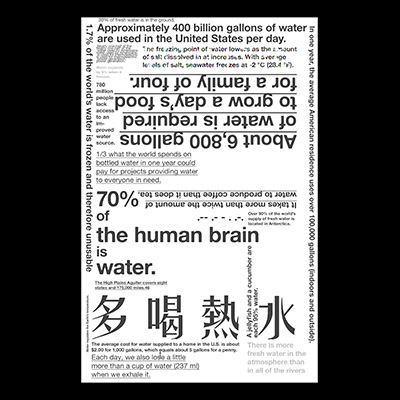 30% of fresh water is in the ground.
Approximately 400 billion gallons of water
are used in the United States per day.
The freezing point of water lowers as the amount
of salt dissolved in at increases. With average
levels of salt, seawater freezes at -2 °C (28.4 °F).
1.7% of the world's water is frozen and therefore unusable
In one year, the average American residence uses over 100,000 gallons (indoors and outside).
780
million
people
lack
access
to an
im-
proved
water
source.
About 6,800 gallons
of water is required
to grow a day's food
for a family of four.
1/3 what the world spends on
bottled water in one year could
pay for projects providing water
to everyone in need.
It takes more than twice the amount of
water to produce coffee than it does tea.
70%
of
the human brain
is
water.
Over 90% of the world's
supply of fresh water is
located in Antarctica.
The High Plains Aquifer covers eight
states and 175,000 miles
A jellyfish and a cucumber are
each 95% water.
多喝熱水
Water regulates the Earth's temperature.
The average cost for water supplied to a home in the U.S. is about
$2.00 for 1,000 gallons, which equals about 5 gallons for a penny.
Each day, we also lose a little
more than a cup of water (237 ml)
when we exhale it.
There is more
fresh water in the
atmosphere than
in all of the rivers